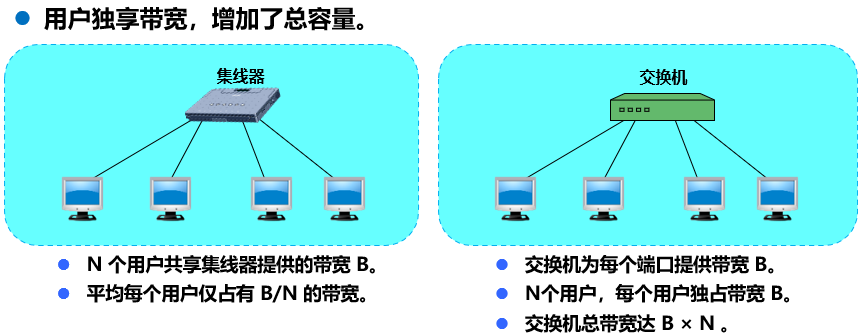 用户独享带宽，增加了总容量。
集线器
交换机
N 个用户共享集线器提供的带宽 B。
平均每个用户仅占有 B/N 的带宽。
交换机为每个端口提供带宽 B。
N个用户，每个用户独占带宽 B。
交换机总带宽达 B × N 。